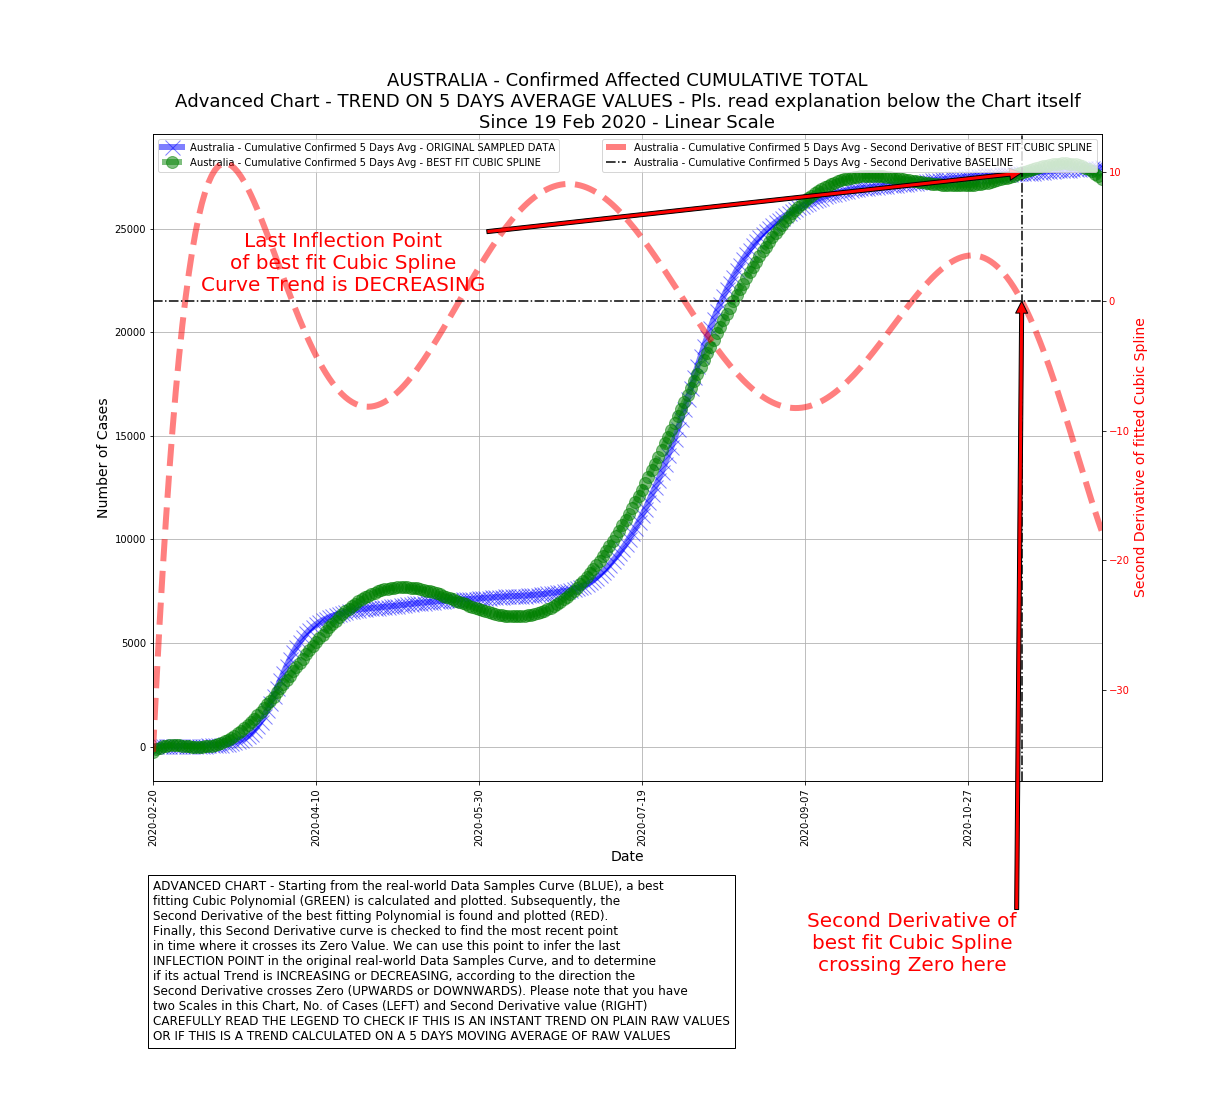 AUSTRALIA - Confirmed Affected CUMULATIVE TOTAL
Advanced Chart - TREND ON 5 DAYS AVERAGE VALUES - Pls. read explanation below the Chart itself
Since 19 Feb 2020 - Linear Scale
Australia - Cumulative Confirmed 5 Days Avg - ORIGINAL SAMPLED DATA
Australia - Cumulative Confirmed 5 Days Avg - BEST FIT CUBIC SPLINE
Australia - Cumulative Confirmed 5 Days Avg - Second Derivative of BEST FIT CUBIC SPLINE
Australia - Cumulative Confirmed 5 Days Avg - Second Derivative BASELINE
Last Inflection Point
of best fit Cubic Spline
Curve Trend is DECREASING
Number of Cases
25000
20000
15000
10000
5000
0
10
0
−10
−20
−30
Second Derivative of fitted Cubic Spline
2020-02-20
2020-04-10
2020-05-30
2020-07-19
2020-09-07
2020-10-27
Date
Second Derivative of
best fit Cubic Spline
crossing Zero here
ADVANCED CHART - Starting from the real-world Data Samples Curve (BLUE), a best
fitting Cubic Polynomial (GREEN) is calculated and plotted. Subsequently, the
Second Derivative of the best fitting Polynomial is found and plotted (RED).
Finally, this Second Derivative curve is checked to find the most recent point
in time where it crosses its Zero Value. We can use this point to infer the last
INFLECTION POINT in the original real-world Data Samples Curve, and to determine
if its actual Trend is INCREASING or DECREASING, according to the direction the
Second Derivative crosses Zero (UPWARDS or DOWNWARDS). Please note that you have
two Scales in this Chart, No. of Cases (LEFT) and Second Derivative value (RIGHT)
CAREFULLY READ THE LEGEND TO CHECK IF THIS IS AN INSTANT TREND ON PLAIN RAW VALUES
OR IF THIS IS A TREND CALCULATED ON A 5 DAYS MOVING AVERAGE OF RAW VALUES